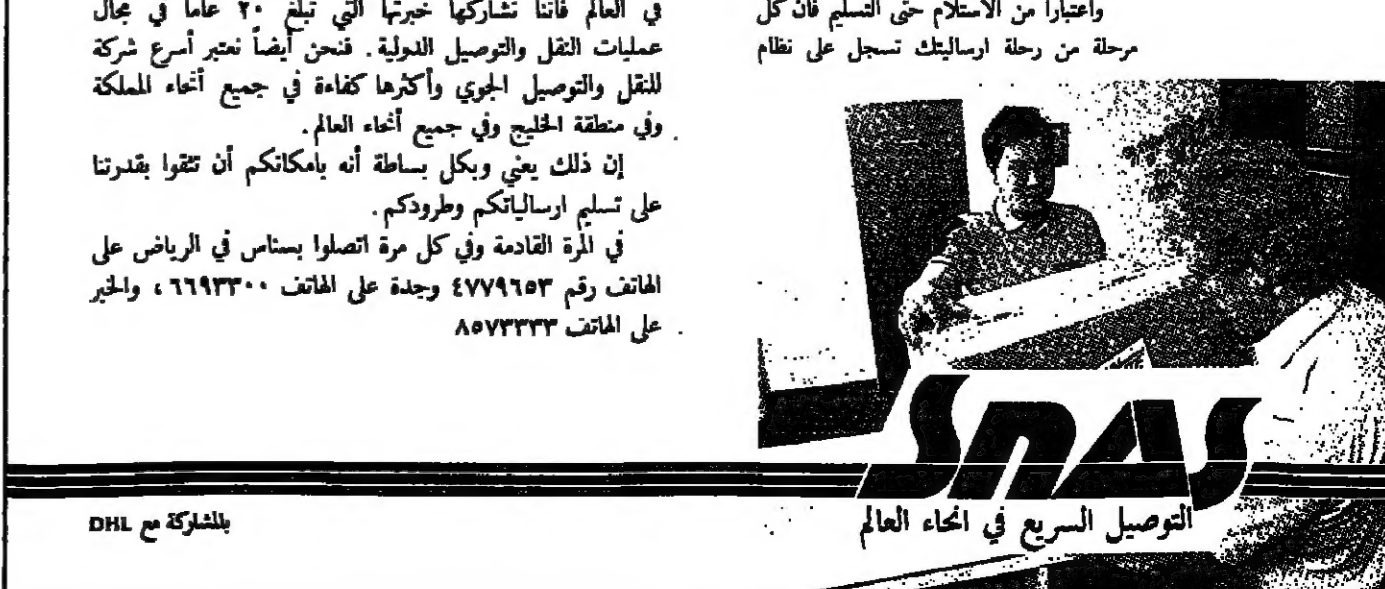 واعتباراً من الاستلام حتى التسليم فان كل
مرحلة من رحلة ارساليتك تسجل على نظام
في العالم فاننا نشاركها خبرتها التي تبلغ ٢٠ عاماً في مجال
عمليات النقل والتوصيل الدولية. فنحن أيضاً نعتبر أسرع شركة
للنقل والتوصيل الجوي وأكثرها كفاءة في جميع أنحاء المملكة
وفي منطقة الخليج وفي جميع أنحاء العالم.
إن ذلك يعني وبكل بساطة أنه بامكانكم أن تثقوا بقدرتنا
على تسليم ارسالياتكم وطرودكم.
في المرة القادمة وفي كل مرة اتصلوا بسناس في الرياض على
الهاتف رقم ٤٧٧٩٦٥٣ وجدة على الهاتف ٦٦٩٣٣٠٠، والخبر
على الهاتف ٨٥٧٣٣٣٣
SNAS
التوصيل السريع في انحاء العالم
بالمشاركة مع DHL